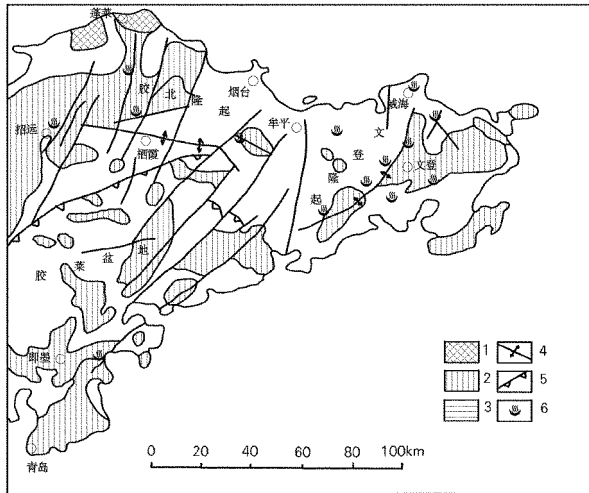 蓬莱
胶北隆起
烟台
牟平
威海
文登隆起
文登
招远
栖霞
胶莱盆地
即墨
青岛
1
2
3
4
5
6
0 20 40 60 80 100km